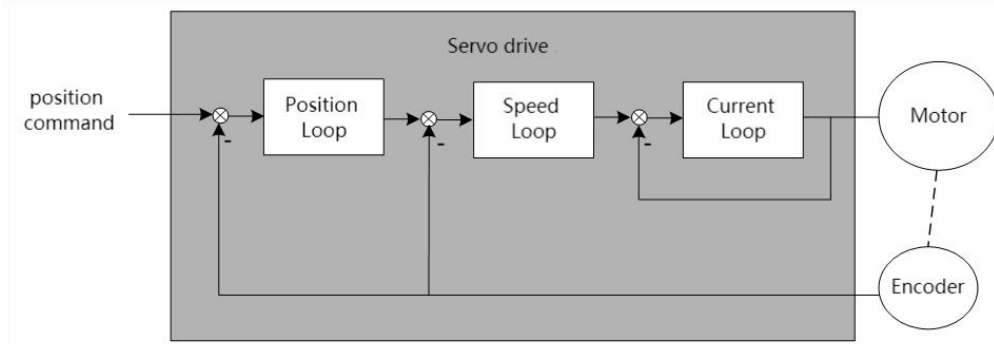 Servo drive
position
command
Position
Loop
-
Speed
Loop
-
Current
Loop
-
Motor
Encoder